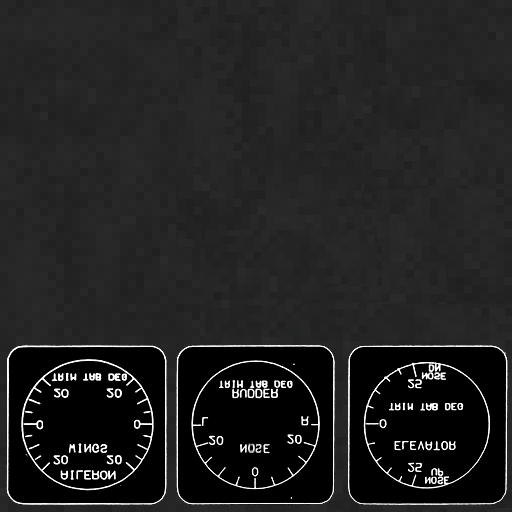 AILERON
20 20
WINGS
0 0
20 20
TRIM TAB DEG
0
NOSE
20 20
L R
RUDDER
TRIM TAB DEG
NOSE
UP
25
ELEVATOR
0
TRIM TAB DEG
25
NOSE
DN